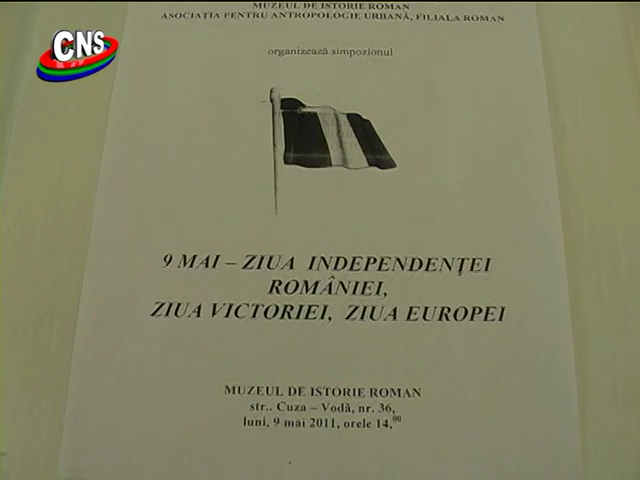 CNS
MUZEUL DE ISTORIE ROMAN
ASOCIAȚIA PENTRU ANTROPOLOGIE URBANĂ, FILIALA ROMAN
organizează simpozionul
9 MAI – ZIUA INDEPENDENŢEI
ROMÂNIEI,
ZIUA VICTORIEI, ZIUA EUROPEI
MUZEUL DE ISTORIE ROMAN
str.. Cuza – Vodă, nr. 36,
luni, 9 mai 2011, orele 14,00